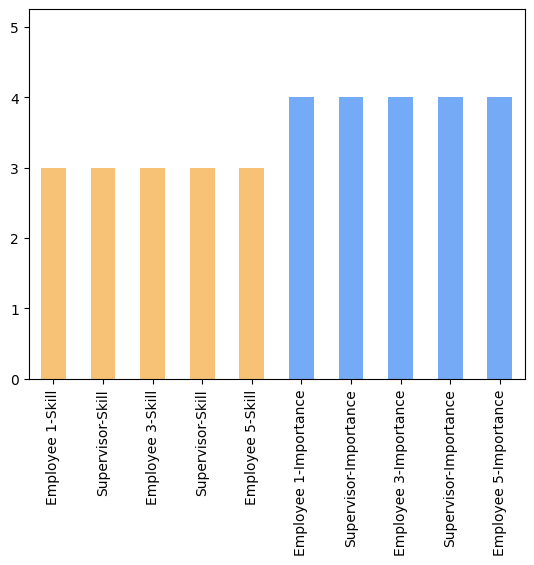 5
4
3
2
1
0
Employee 1-Skill
Supervisor-Skill
Employee 3-Skill
Supervisor-Skill
Employee 5-Skill
Employee 1-Importance
Supervisor-Importance
Employee 3-Importance
Supervisor-Importance
Employee 5-Importance